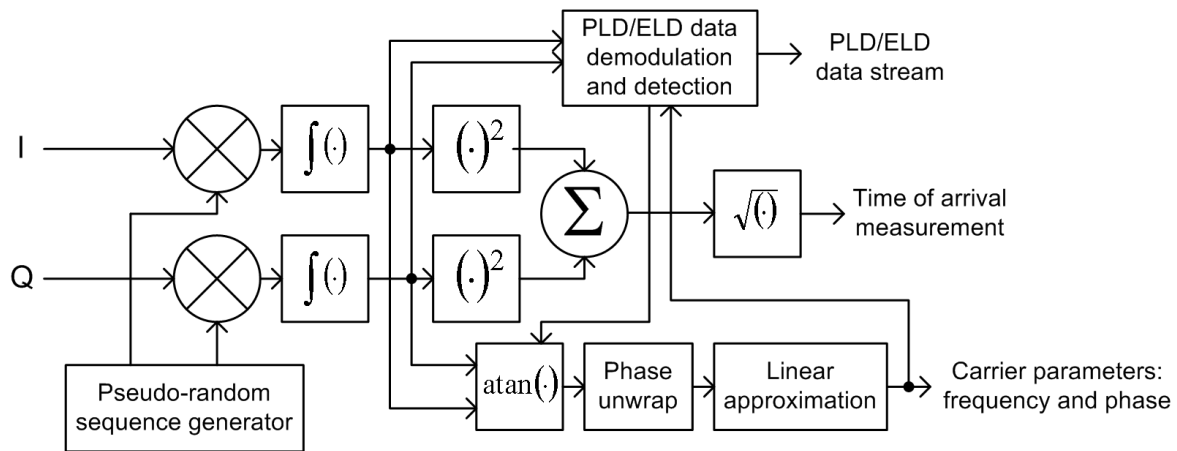 PLD/ELD data
demodulation
and detection
PLD/ELD
data stream
I
∫(·)
(·)²
Σ
√(·)
Time of arrival
measurement
Q
∫(·)
(·)²
Pseudo-random
sequence generator
atan(·)
Phase
unwrap
Linear
approximation
Carrier parameters:
frequency and phase